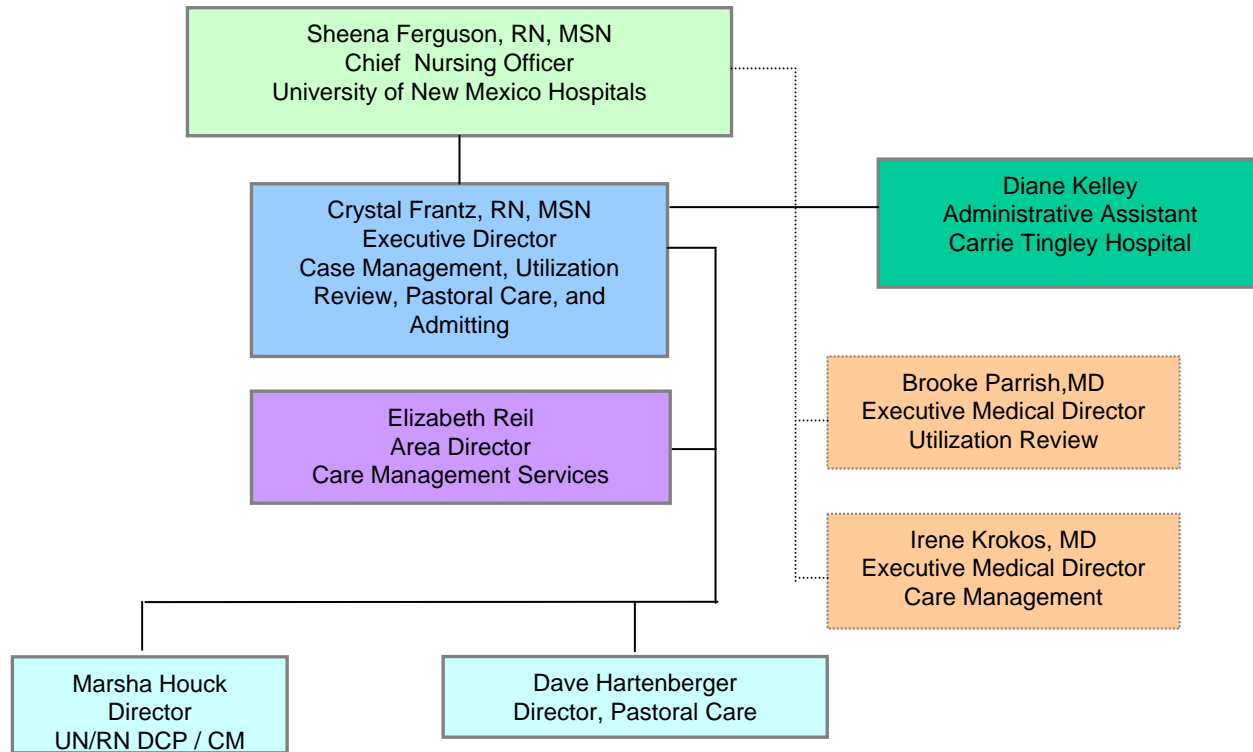 Sheena Ferguson, RN, MSN
Chief Nursing Officer
University of New Mexico Hospitals
Crystal Frantz, RN, MSN
Executive Director
Case Management, Utilization
Review, Pastoral Care, and
Admitting
Diane Kelley
Administrative Assistant
Carrie Tingley Hospital
Brooke Parrish,MD
Executive Medical Director
Utilization Review
Elizabeth Reil
Area Director
Care Management Services
Irene Krokos, MD
Executive Medical Director
Care Management
Marsha Houck
Director
UN/RN DCP / CM
Dave Hartenberger
Director, Pastoral Care